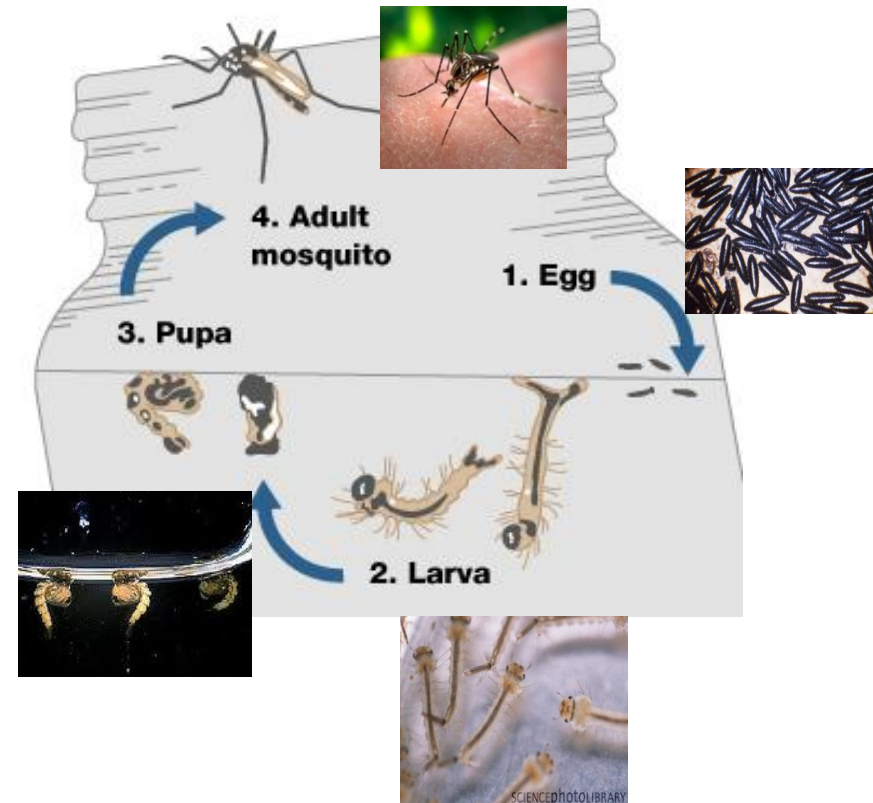 4. Adult
mosquito
1. Egg
3. Pupa
2. Larva
SCIENCEphotoLIBRARY